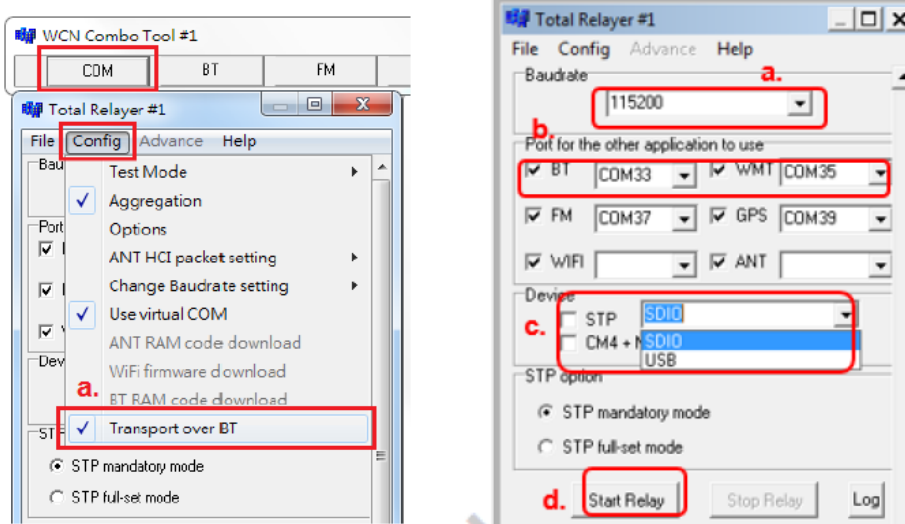 WCN Combo Tool #1
COM BT FM
Total Relayer #1
File Config Advance Help
Bau
Test Mode
Aggregation
Port
Options
ANT HCI packet setting
Change Baudrate setting
Use virtual COM
ANT RAM code download
Dev
WiFi firmware download
a.
BT RAM code download
ST
Transport over BT
STP mandatory mode
STP full-set mode
Total Relayer #1
File Config Advance Help
Baudrate
a.
115200
b.
Port for the other application to use
BT COM33 WMT COM35
FM COM37 GPS COM39
WIFI ANT
Device
c.
STP SDIO
CM4 + N SDIO
USB
STP option
STP mandatory mode
STP full-set mode
d. Start Relay Stop Relay Log